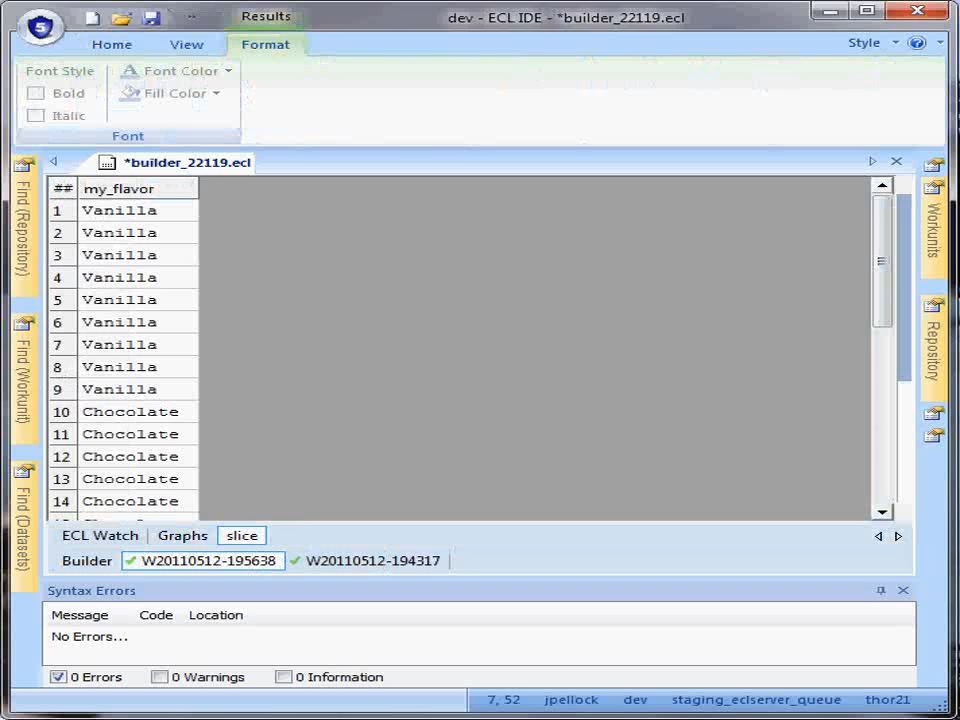 Results
dev - ECL IDE - *builder_22119.ecl
Home View Format
Style
Font Style Font Color
Bold Fill Color
Italic
Font
*builder_22119.ecl
## my_flavor
1 Vanilla
2 Vanilla
3 Vanilla
4 Vanilla
5 Vanilla
6 Vanilla
7 Vanilla
8 Vanilla
9 Vanilla
10 Chocolate
11 Chocolate
12 Chocolate
13 Chocolate
14 Chocolate
Find (Repository)
Find (Workunit)
Find (Datasets)
Workunits
Repository
ECL Watch Graphs slice
Builder W20110512-195638 W20110512-194317
Syntax Errors
Message Code Location
No Errors...
0 Errors 0 Warnings 0 Information
7, 52 jpellock dev staging_eclserver_queue thor21